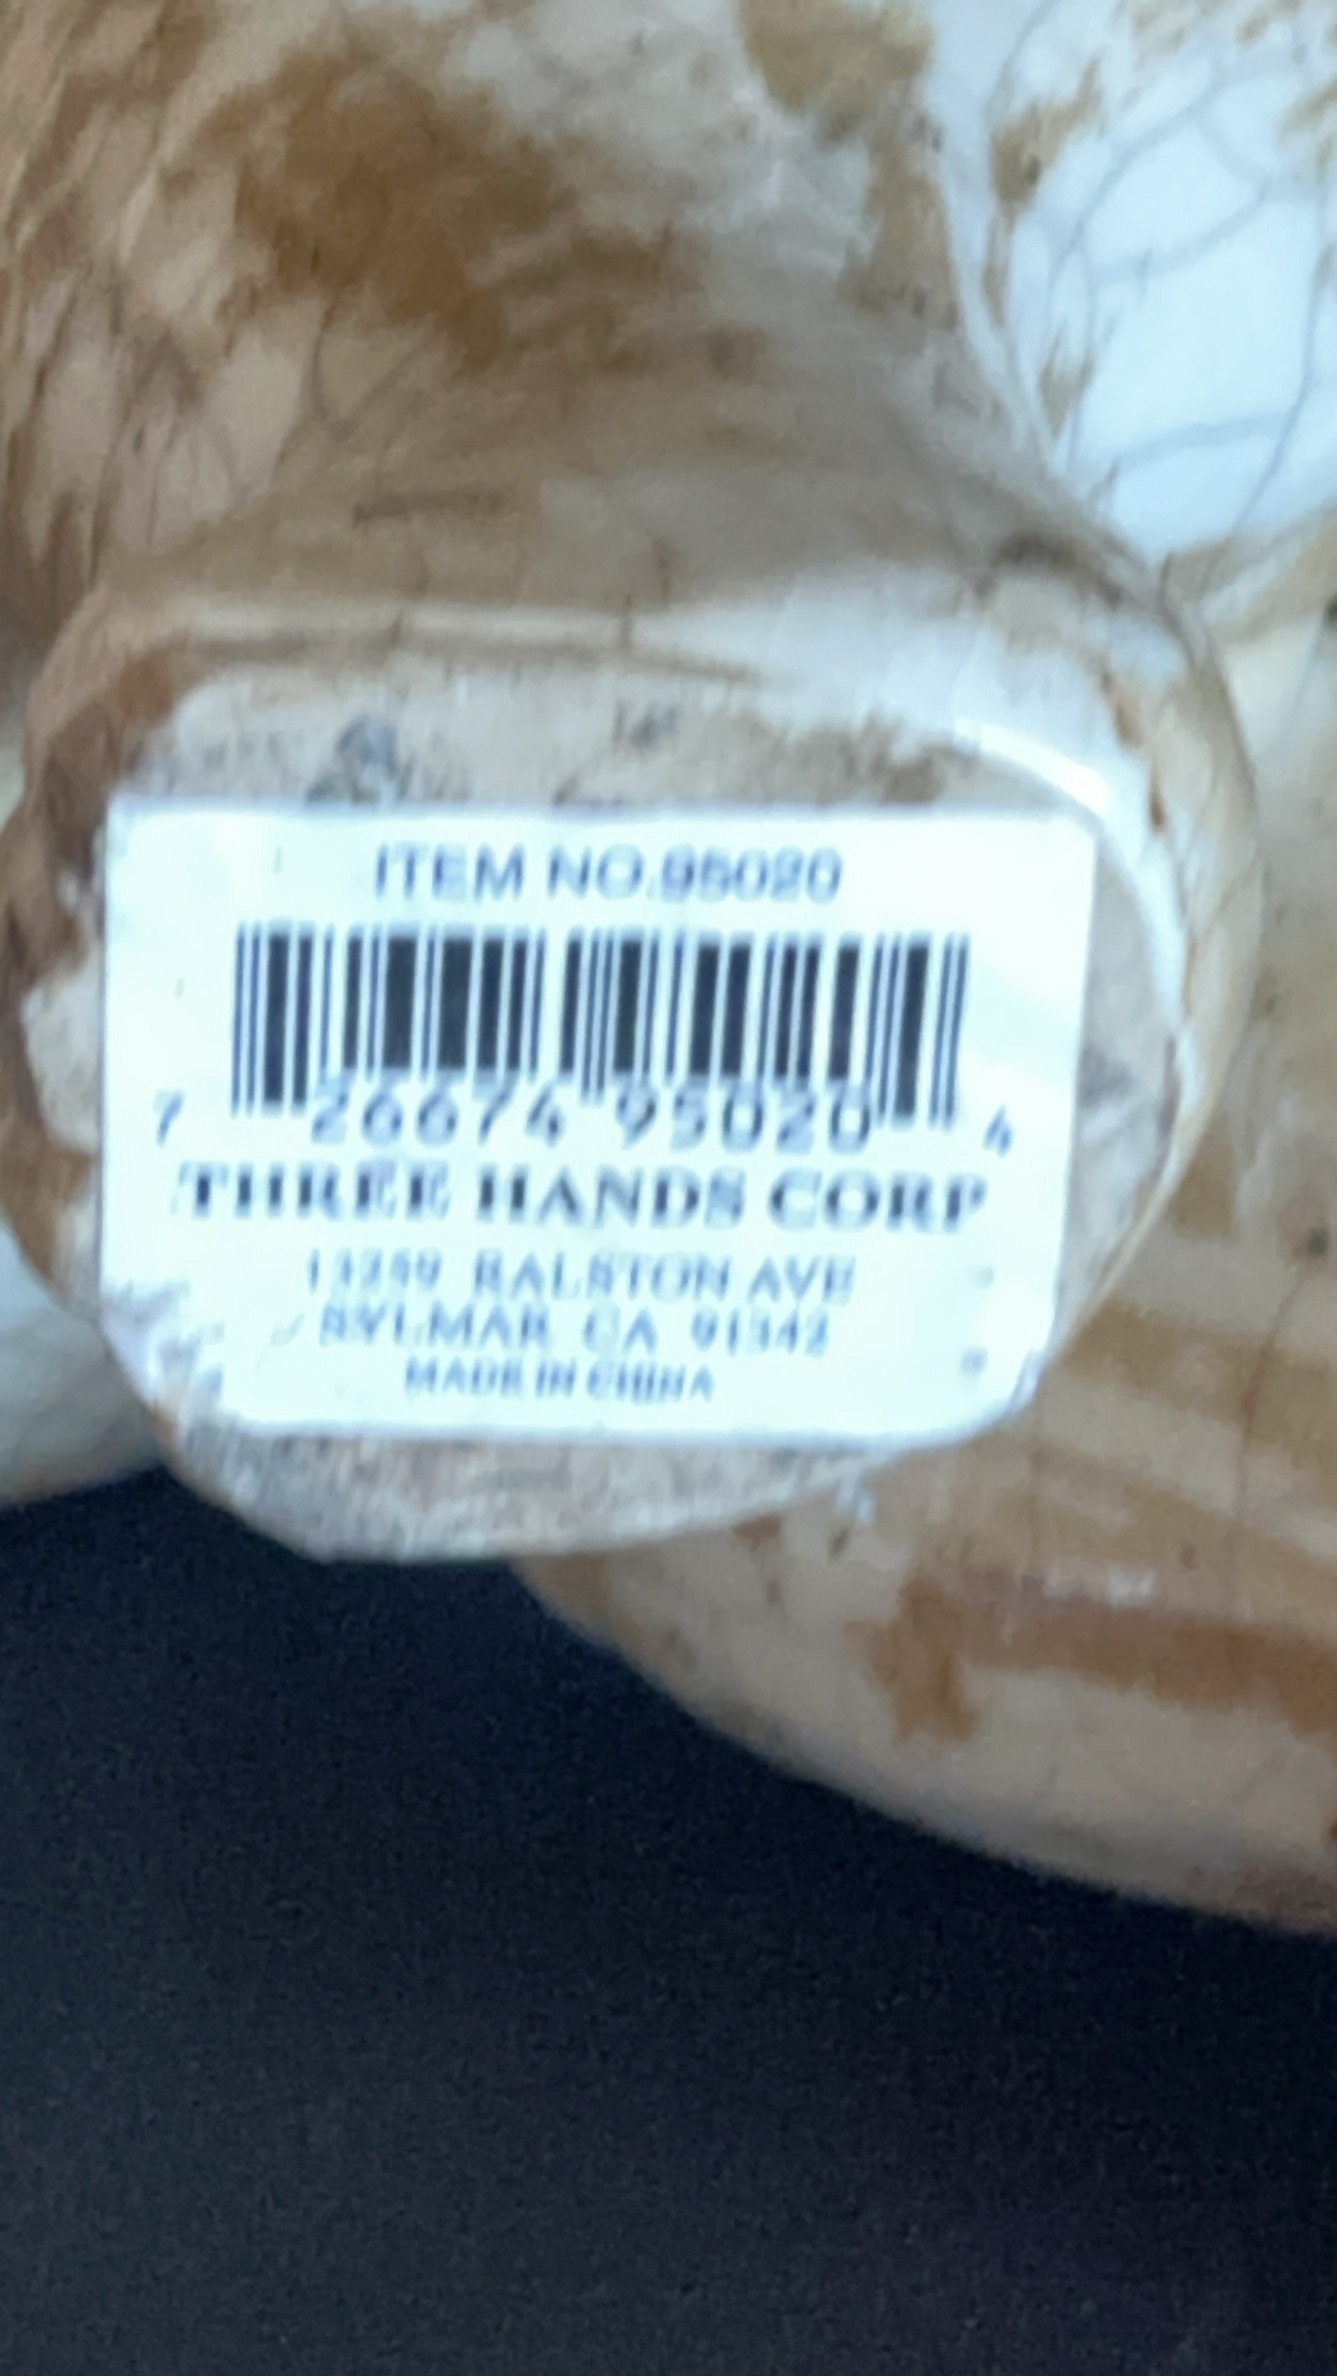 ITEM NO.95020
7 26674 95020 4
THREE HANDS CORP
13259 RALSTON AVE
SYLMAR CA 91342
MADE IN CHINA